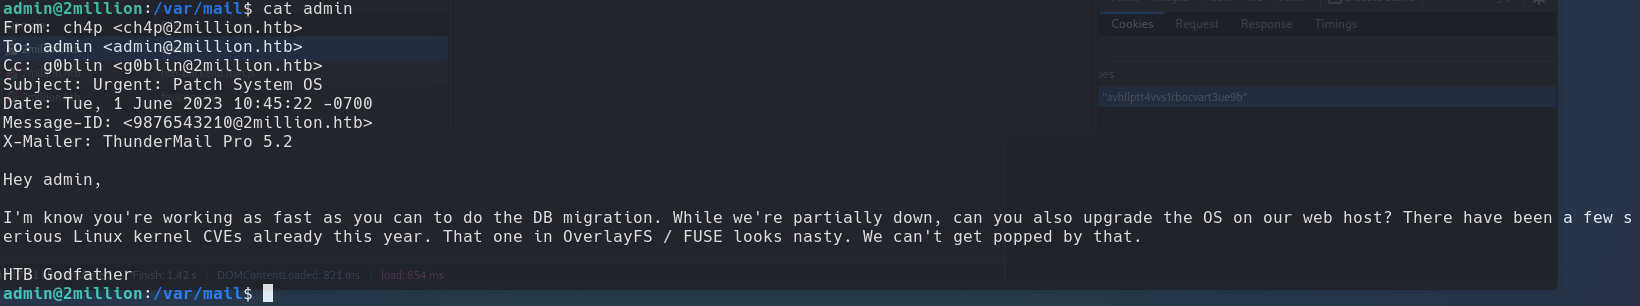 admin@2million:/var/mail$ cat admin
From: ch4p <ch4p@2million.htb>
To: admin <admin@2million.htb>
Cc: g0blin <g0blin@2million.htb>
Subject: Urgent: Patch System OS
Date: Tue, 1 June 2023 10:45:22 -0700
Message-ID: <9876543210@2million.htb>
X-Mailer: ThunderMail Pro 5.2
Hey admin,
I'm know you're working as fast as you can to do the DB migration. While we're partially down, can you also upgrade the OS on our web host? There have been a few s
erious Linux kernel CVEs already this year. That one in OverlayFS / FUSE looks nasty. We can't get popped by that.
HTB Godfather
admin@2million:/var/mail$
Cookies Request Response Timings
"avhllptt4vvs1rbocvart3ue9b"
Finish: 1.42 s DOMContentLoaded: 821 ms load: 854 ms